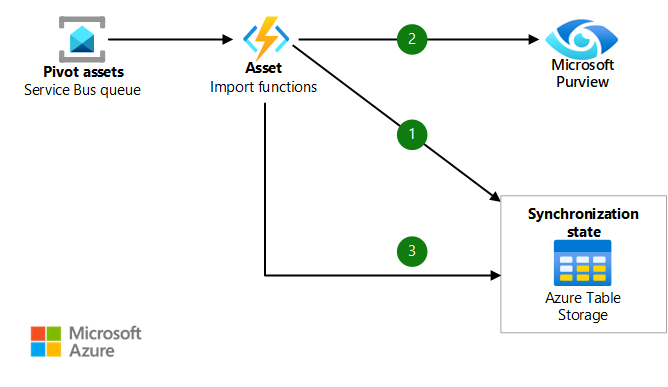 2
Pivot assets
Service Bus queue
Asset
Import functions
Microsoft
Purview
1
Synchronization
state
3
Azure Table
Storage
Microsoft
Azure